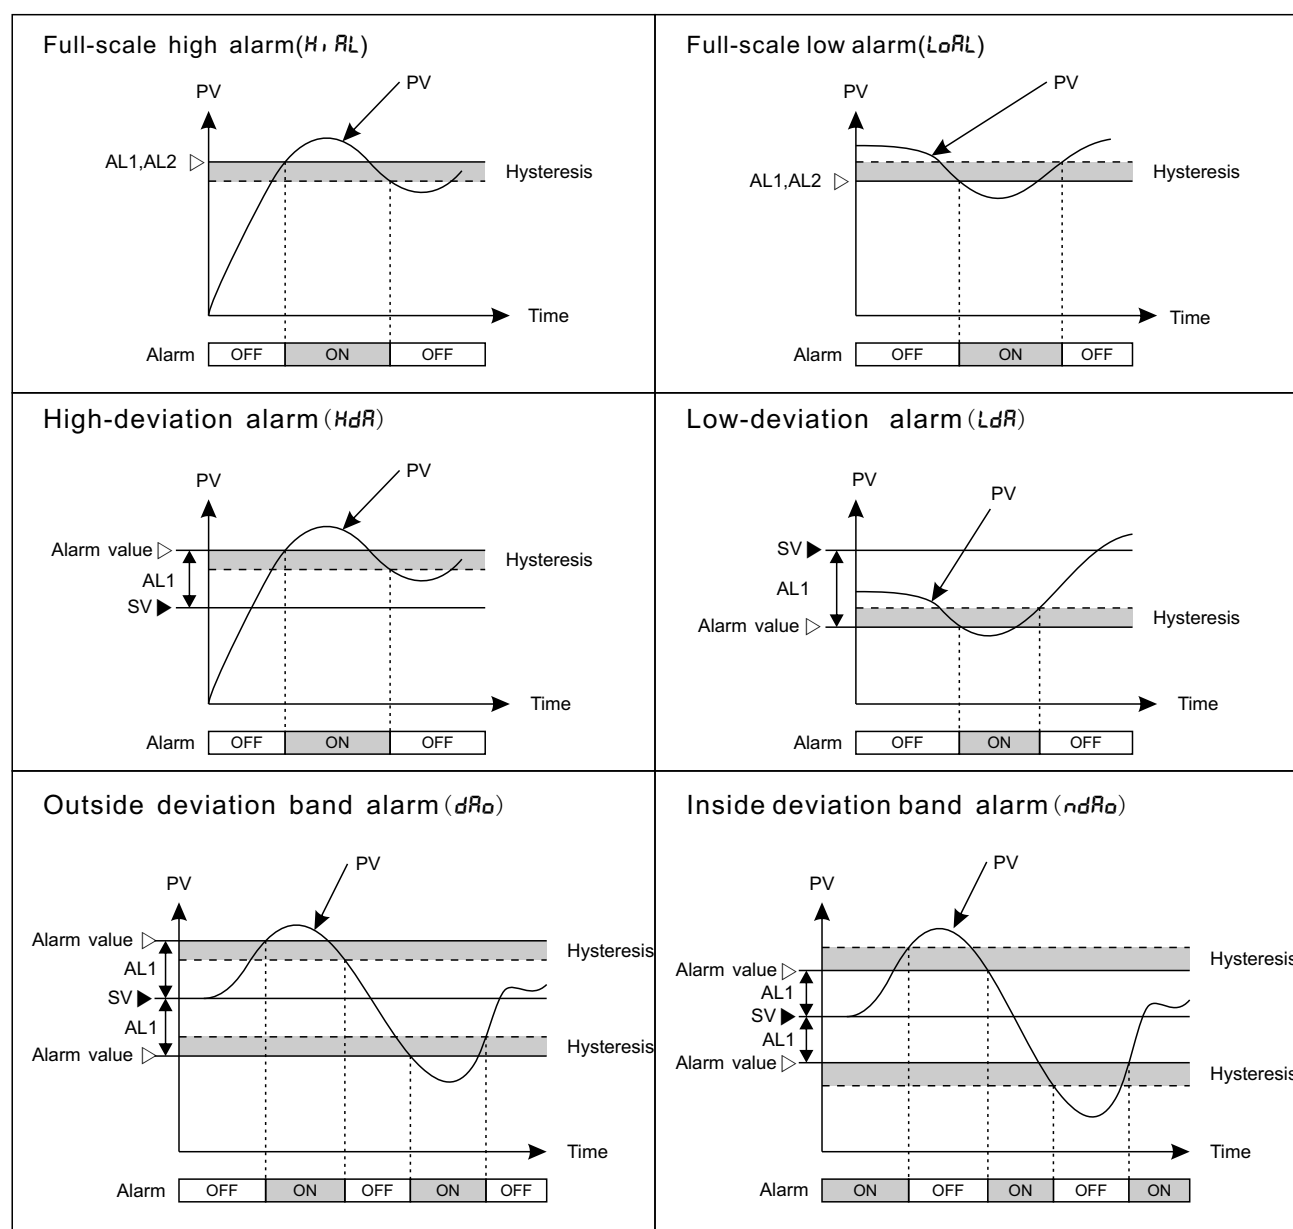 Full-scale high alarm(HiAL)
PV
PV
AL1,AL2
Hysteresis
Time
Alarm OFF ON OFF
Full-scale low alarm(LoAL)
PV
PV
AL1,AL2
Hysteresis
Time
Alarm OFF ON OFF
High-deviation alarm(HdA)
PV
PV
Alarm value
Hysteresis
AL1
SV
Time
Alarm OFF ON OFF
Low-deviation alarm(LdA)
PV
PV
SV
AL1
Alarm value
Hysteresis
Time
Alarm OFF ON OFF
Outside deviation band alarm(dAo)
PV
PV
Alarm value
Hysteresis
AL1
SV
AL1
Hysteresis
Alarm value
Time
Alarm OFF ON OFF ON OFF
Inside deviation band alarm(ndAo)
PV
PV
Hysteresis
Alarm value
AL1
SV
AL1
Alarm value
Hysteresis
Time
Alarm ON OFF ON OFF ON